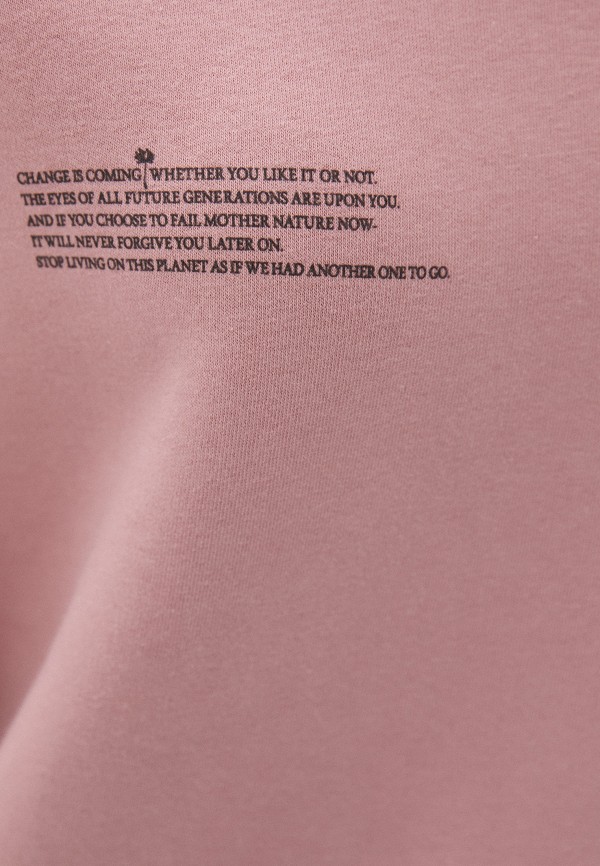 CHANGE IS COMING WHETHER YOU LIKE IT OR NOT.
THE EYES OF ALL FUTURE GENERATIONS ARE UPON YOU.
AND IF YOU CHOOSE TO FAIL MOTHER NATURE NOW-
IT WILL NEVER FORGIVE YOU LATER ON.
STOP LIVING ON THIS PLANET AS IF WE HAD ANOTHER ONE TO GO.